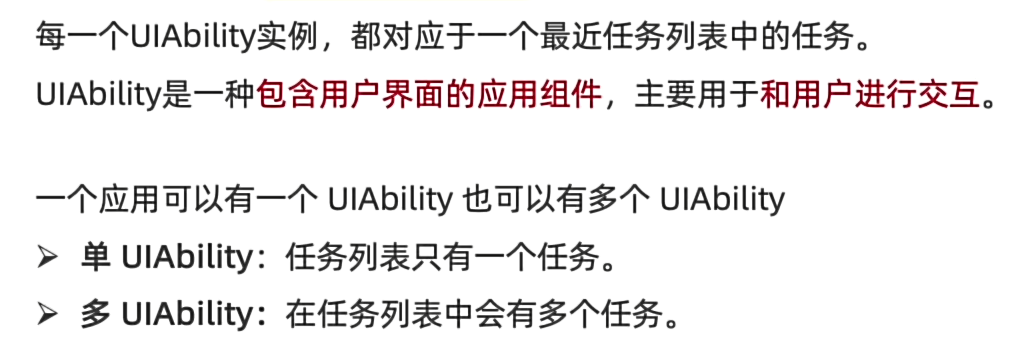 每一个UIAbility实例，都对应于一个最近任务列表中的任务。
UIAbility是一种包含用户界面的应用组件，主要用于和用户进行交互。
一个应用可以有一个 UIAbility 也可以有多个 UIAbility
➢ 单 UIAbility：任务列表只有一个任务。
➢ 多 UIAbility：在任务列表中会有多个任务。